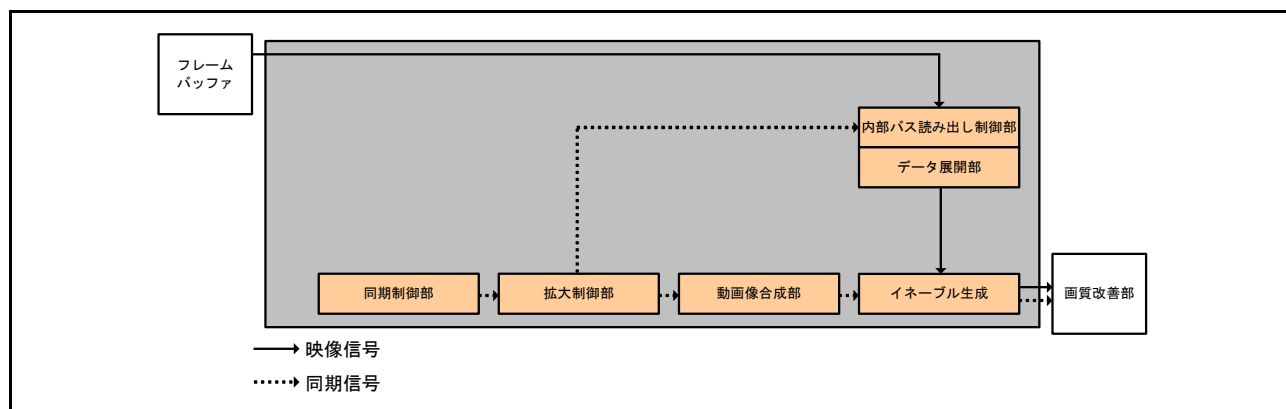 フレーム
バッファ
内部バス読み出し制御部
データ展開部
同期制御部
拡大制御部
動画像合成部
イネーブル生成
画質改善部
映像信号
同期信号